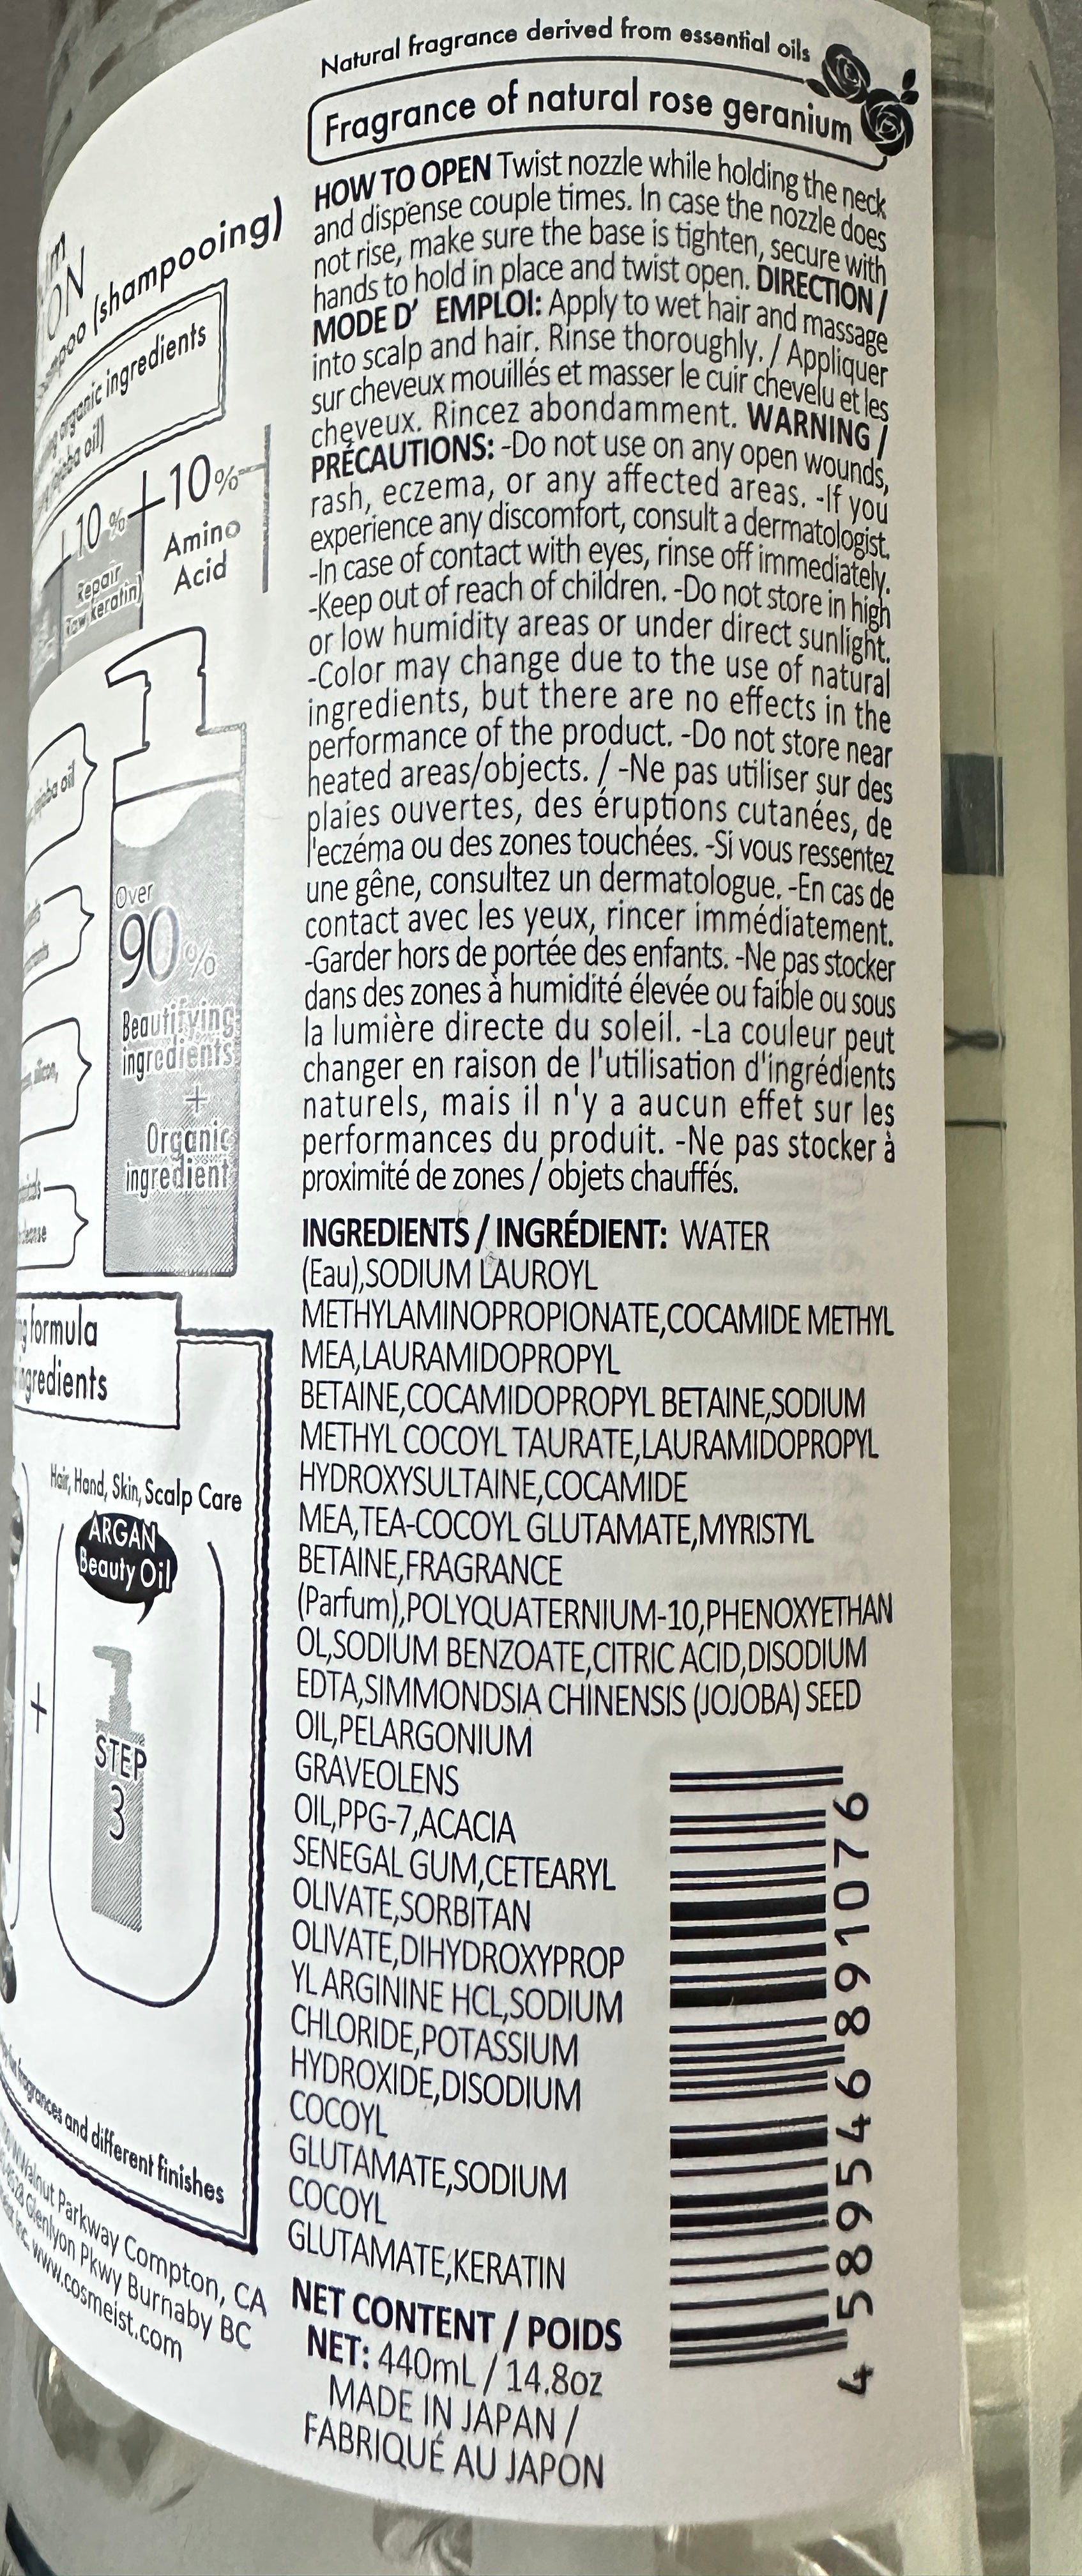 Natural fragrance derived from essential oils
Fragrance of natural rose geranium
HOW TO OPEN Twist nozzle while holding the neck
and dispense couple times. In case the nozzle does
not rise, make sure the base is tighten, secure with
hands to hold in place and twist open. DIRECTION /
MODE D' EMPLOI: Apply to wet hair and massage
into scalp and hair. Rinse thoroughly. / Appliquer
sur cheveux mouillés et masser le cuir chevelu et les
cheveux. Rincez abondamment. WARNING /
PRÉCAUTIONS: -Do not use on any open wounds,
rash, eczema, or any affected areas. -If you
experience any discomfort, consult a dermatologist.
-In case of contact with eyes, rinse off immediately.
-Keep out of reach of children. -Do not store in high
or low humidity areas or under direct sunlight.
-Color may change due to the use of natural
ingredients, but there are no effects in the
performance of the product. -Do not store near
heated areas/objects. / -Ne pas utiliser sur des
plaies ouvertes, des éruptions cutanées, de
l'eczéma ou des zones touchées. -Si vous ressentez
une gêne, consultez un dermatologue. -En cas de
contact avec les yeux, rincer immédiatement.
-Garder hors de portée des enfants. -Ne pas stocker
dans des zones à humidité élevée ou faible ou sous
la lumière directe du soleil. -La couleur peut
changer en raison de l'utilisation d'ingrédients
naturels, mais il n'y a aucun effet sur les
performances du produit. -Ne pas stocker à
proximité de zones / objets chauffés.
INGREDIENTS / INGRÉDIENT: WATER
(Eau),SODIUM LAUROYL
METHYLAMINOPROPIONATE,COCAMIDE METHYL
MEA,LAURAMIDOPROPYL
BETAINE,COCAMIDOPROPYL BETAINE,SODIUM
METHYL COCOYL TAURATE,LAURAMIDOPROPYL
HYDROXYSULTAINE,COCAMIDE
MEA,TEA-COCOYL GLUTAMATE,MYRISTYL
BETAINE,FRAGRANCE
(Parfum),POLYQUATERNIUM-10,PHENOXYETHAN
OL,SODIUM BENZOATE,CITRIC ACID,DISODIUM
EDTA,SIMMONDSIA CHINENSIS (JOJOBA) SEED
OIL,PELARGONIUM
GRAVEOLENS
OIL,PPG-7,ACACIA
SENEGAL GUM,CETEARYL
OLIVATE,SORBITAN
OLIVATE,DIHYDROXYPROP
YL ARGININE HCL,SODIUM
CHLORIDE,POTASSIUM
HYDROXIDE,DISODIUM
COCOYL
GLUTAMATE,SODIUM
COCOYL
GLUTAMATE,KERATIN
NET CONTENT / POIDS
NET: 440mL / 14.8oz
MADE IN JAPAN /
FABRIQUÉ AU JAPON
4 589546 891076
(shampooing)
organic ingredients
jojoba oil)
10%
Repair
Keratin)
10%
Amino
Acid
jojoba oil
Over
90%
Beautifying
ingredients
+
Organic
ingredient
formula
ingredients
Hair, Hand, Skin, Scalp Care
ARGAN
Beauty Oil
+
STEP
3
fragrances and different finishes
Walnut Parkway Compton, CA
Glenlyon Pkwy Burnaby BC
Inc. www.cosmeist.com